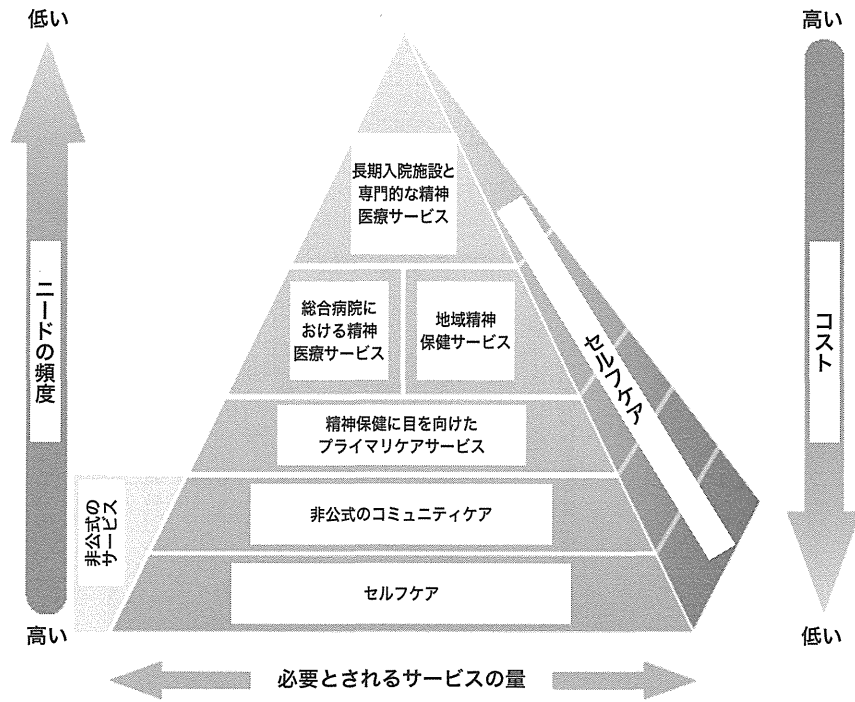 低い
高い
長期入院施設と
専門的な精神
医療サービス
総合病院に
おける精神
医療サービス
地域精神
保健サービス
精神保健に目を向けた
プライマリケアサービス
非公式のコミュニティケア
セルフケア
セルフケア
ニードの頻度
コスト
非公式の
サービス
高い
低い
必要とされるサービスの量